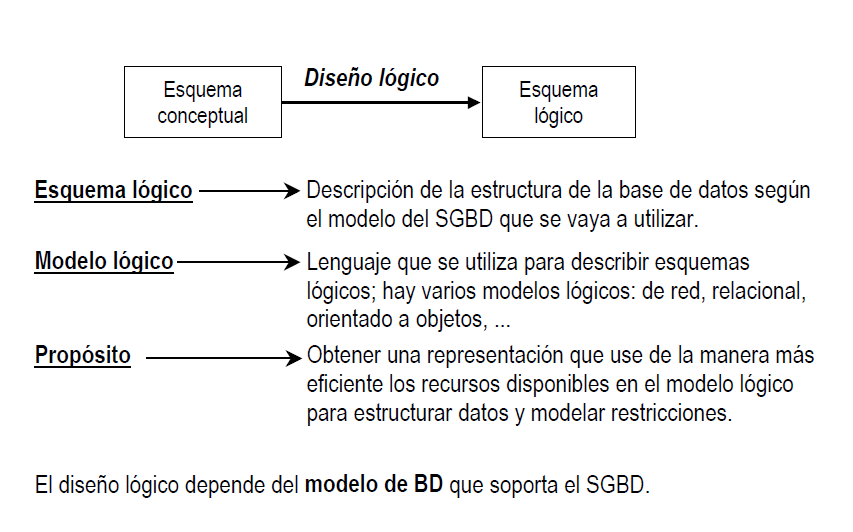 Esquema
conceptual
Diseño lógico
Esquema
lógico
Esquema lógico
Descripción de la estructura de la base de datos según
el modelo del SGBD que se vaya a utilizar.
Modelo lógico
Lenguaje que se utiliza para describir esquemas
lógicos; hay varios modelos lógicos: de red, relacional,
orientado a objetos, ...
Propósito
Obtener una representación que use de la manera más
eficiente los recursos disponibles en el modelo lógico
para estructurar datos y modelar restricciones.
El diseño lógico depende del modelo de BD que soporta el SGBD.